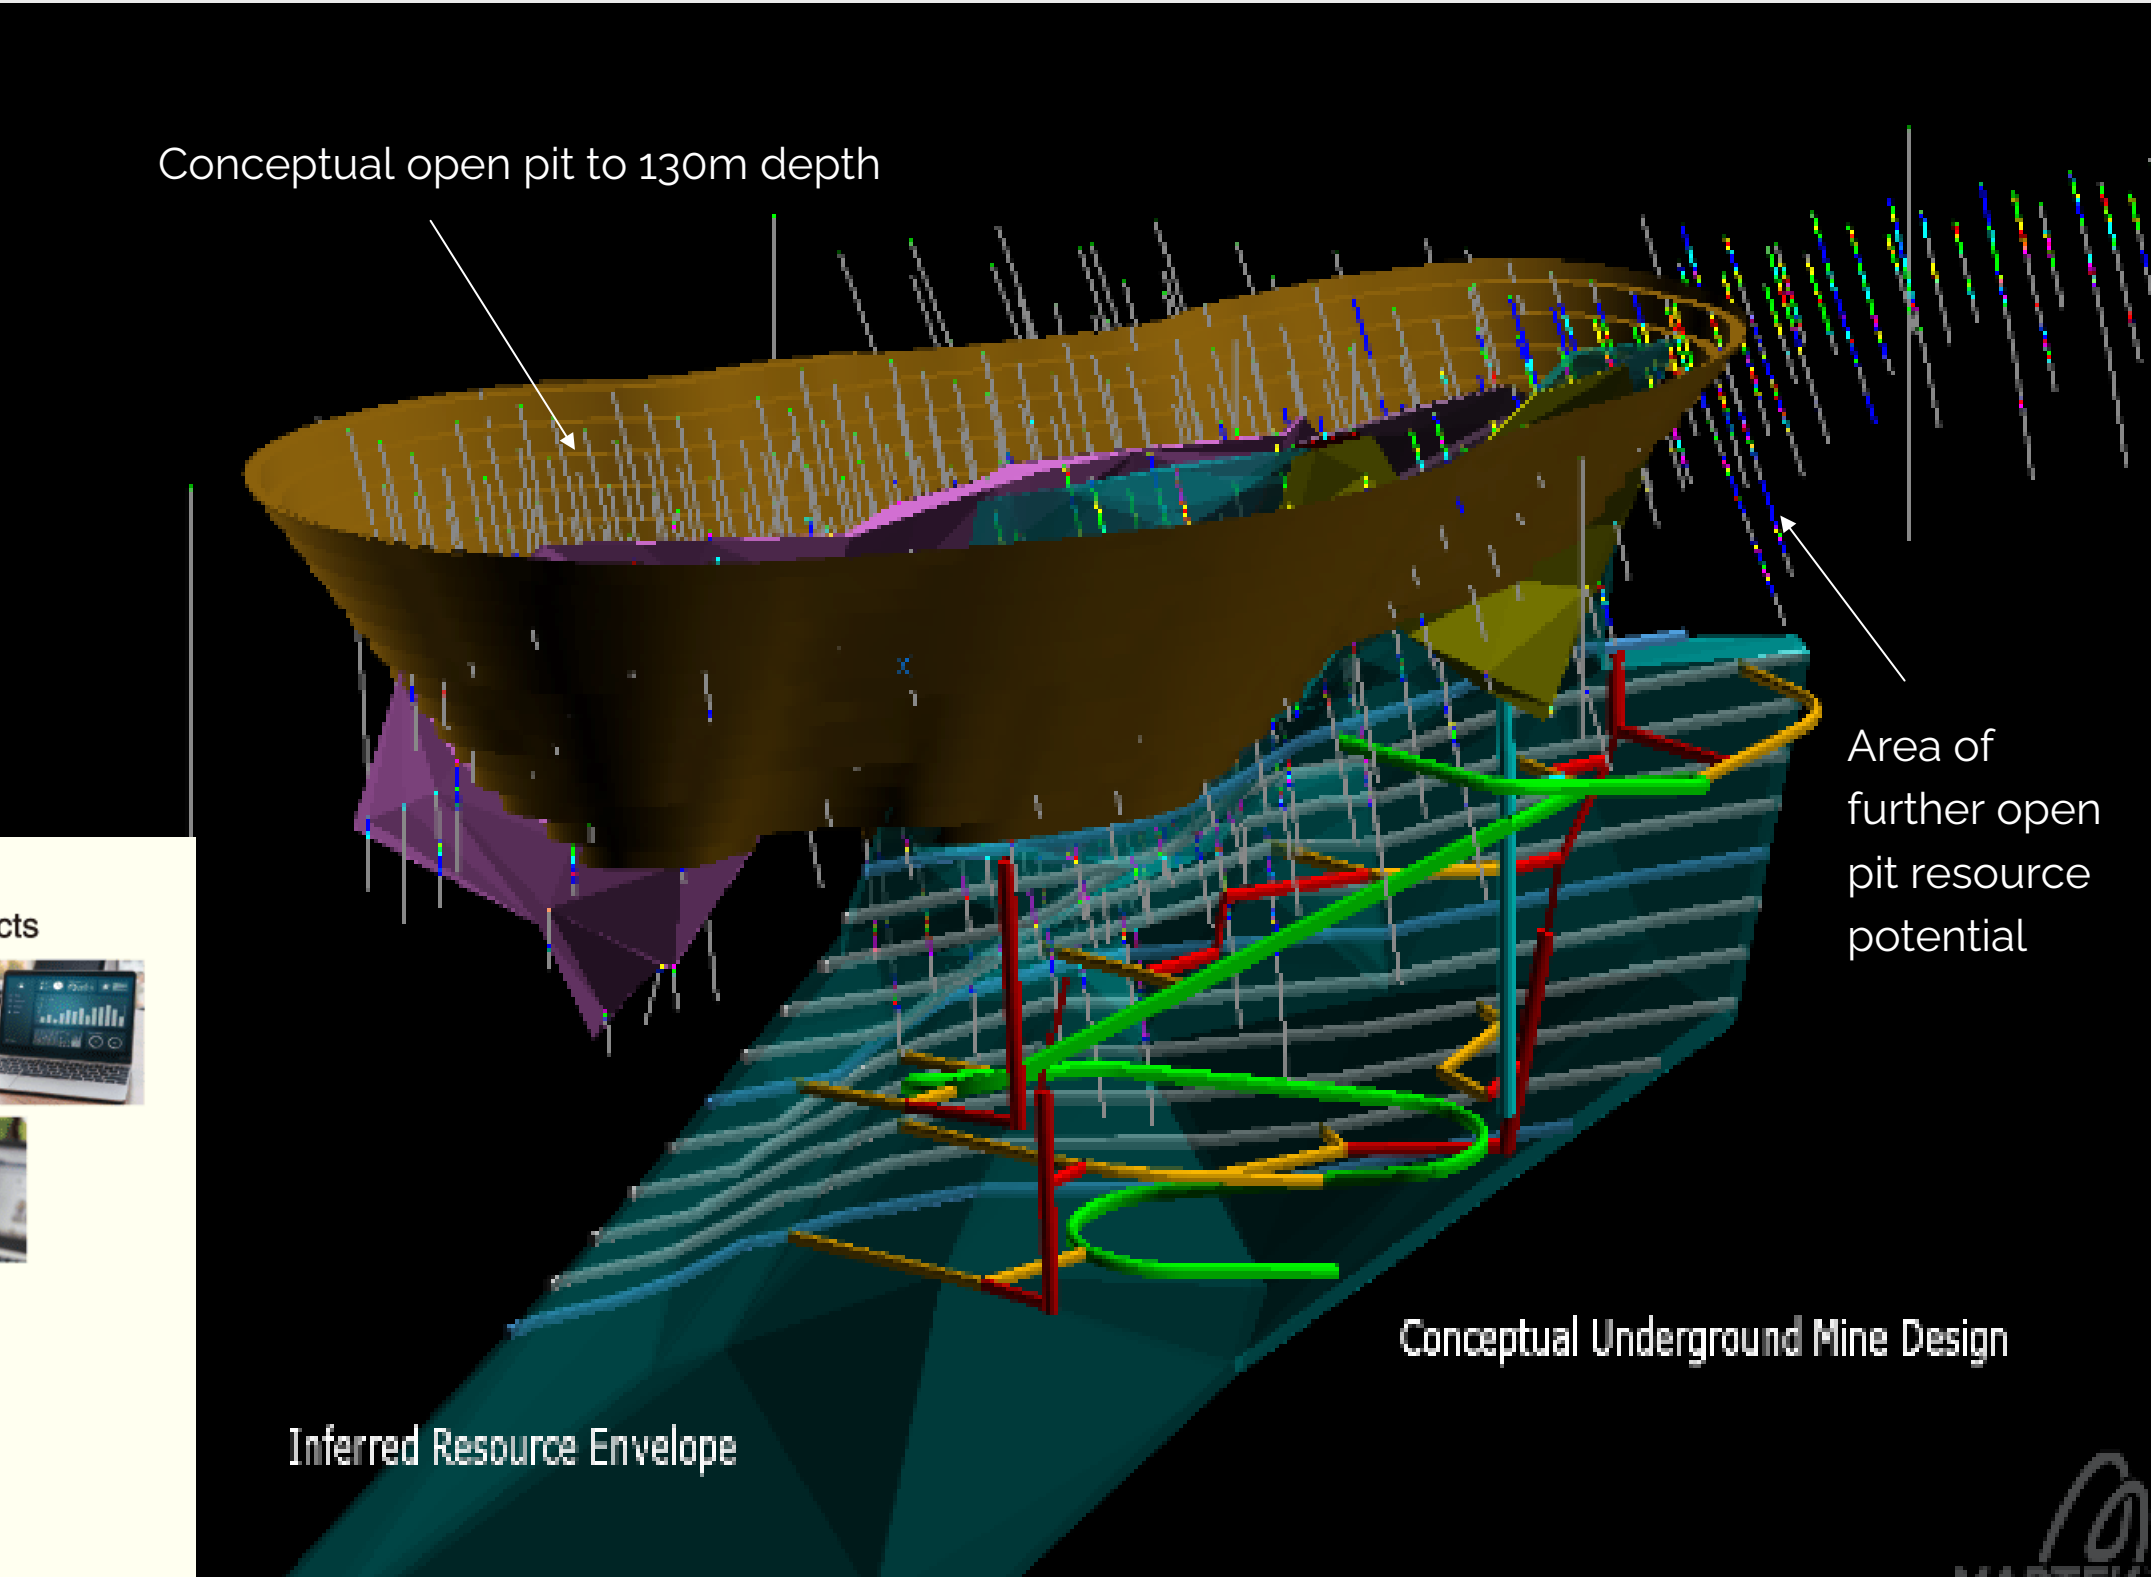 Conceptual open pit to 130m depth
Area of
further open
pit resource
potential
cts
Conceptual Underground Mine Design
Inferred Resource Envelope